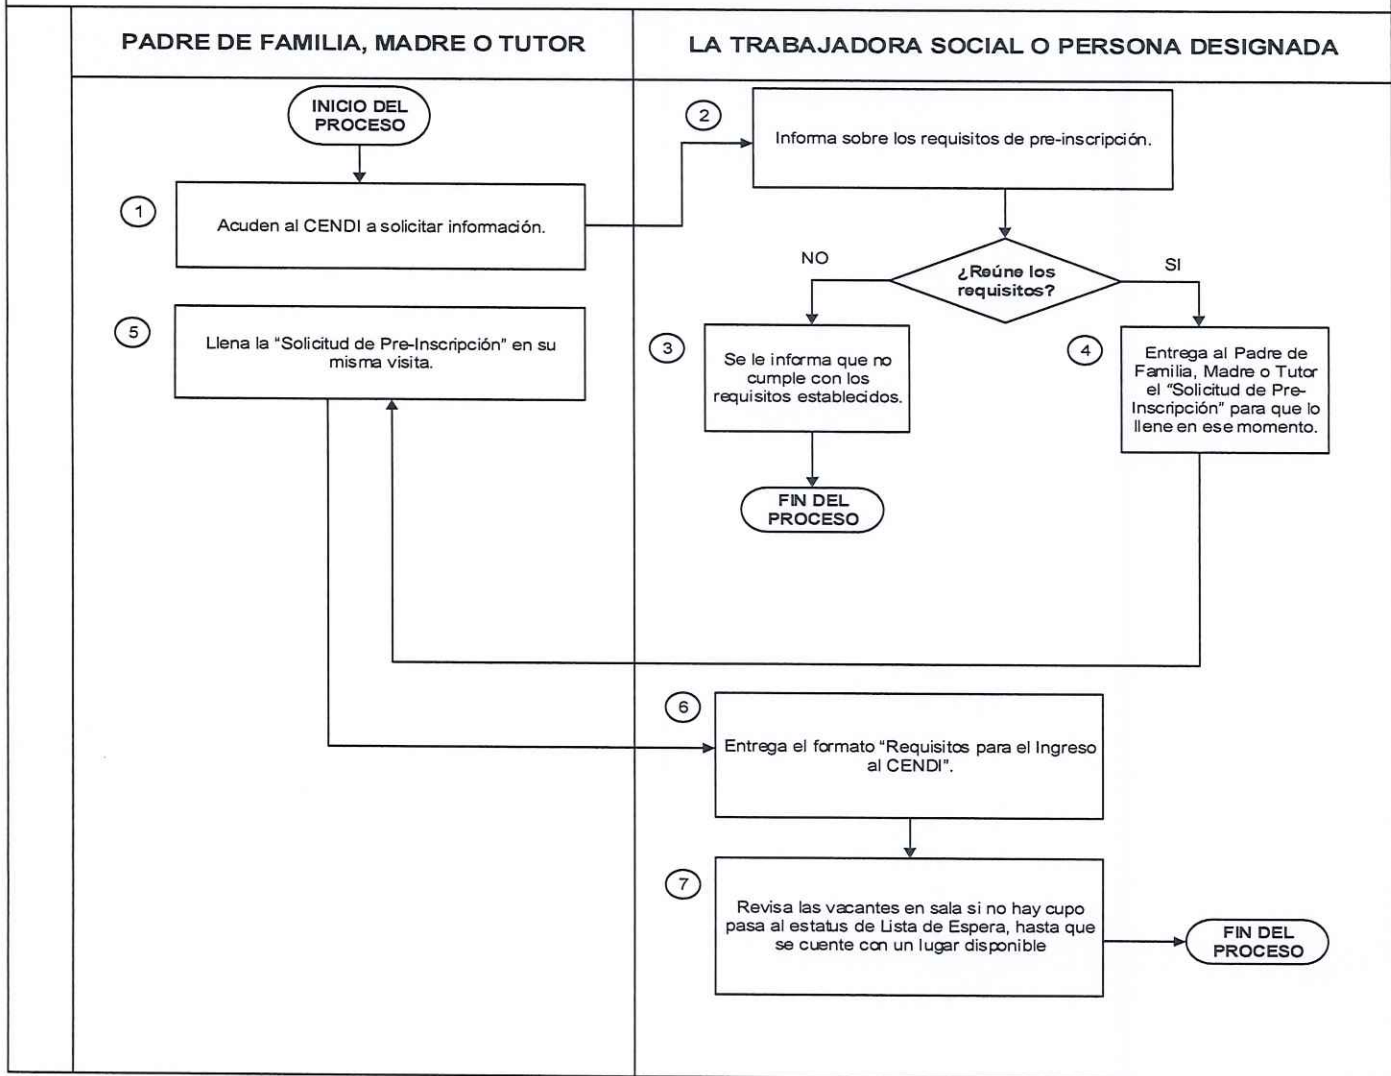 PADRE DE FAMILIA, MADRE O TUTOR
LA TRABAJADORA SOCIAL O PERSONA DESIGNADA
INICIO DEL
PROCESO
1
Acuden al CENDI a solicitar información.
2
Informa sobre los requisitos de pre-inscripción.
¿Reúne los
requisitos?
NO
SI
3
Se le informa que no
cumple con los
requisitos establecidos.
FIN DEL
PROCESO
4
Entrega al Padre de
Familia, Madre o Tutor
el "Solicitud de Pre-
Inscripción" para que lo
llene en ese momento.
5
Llena la "Solicitud de Pre-Inscripción" en su
misma visita.
6
Entrega el formato "Requisitos para el Ingreso
al CENDI".
7
Revisa las vacantes en sala si no hay cupo
pasa al estatus de Lista de Espera, hasta que
se cuente con un lugar disponible
FIN DEL
PROCESO